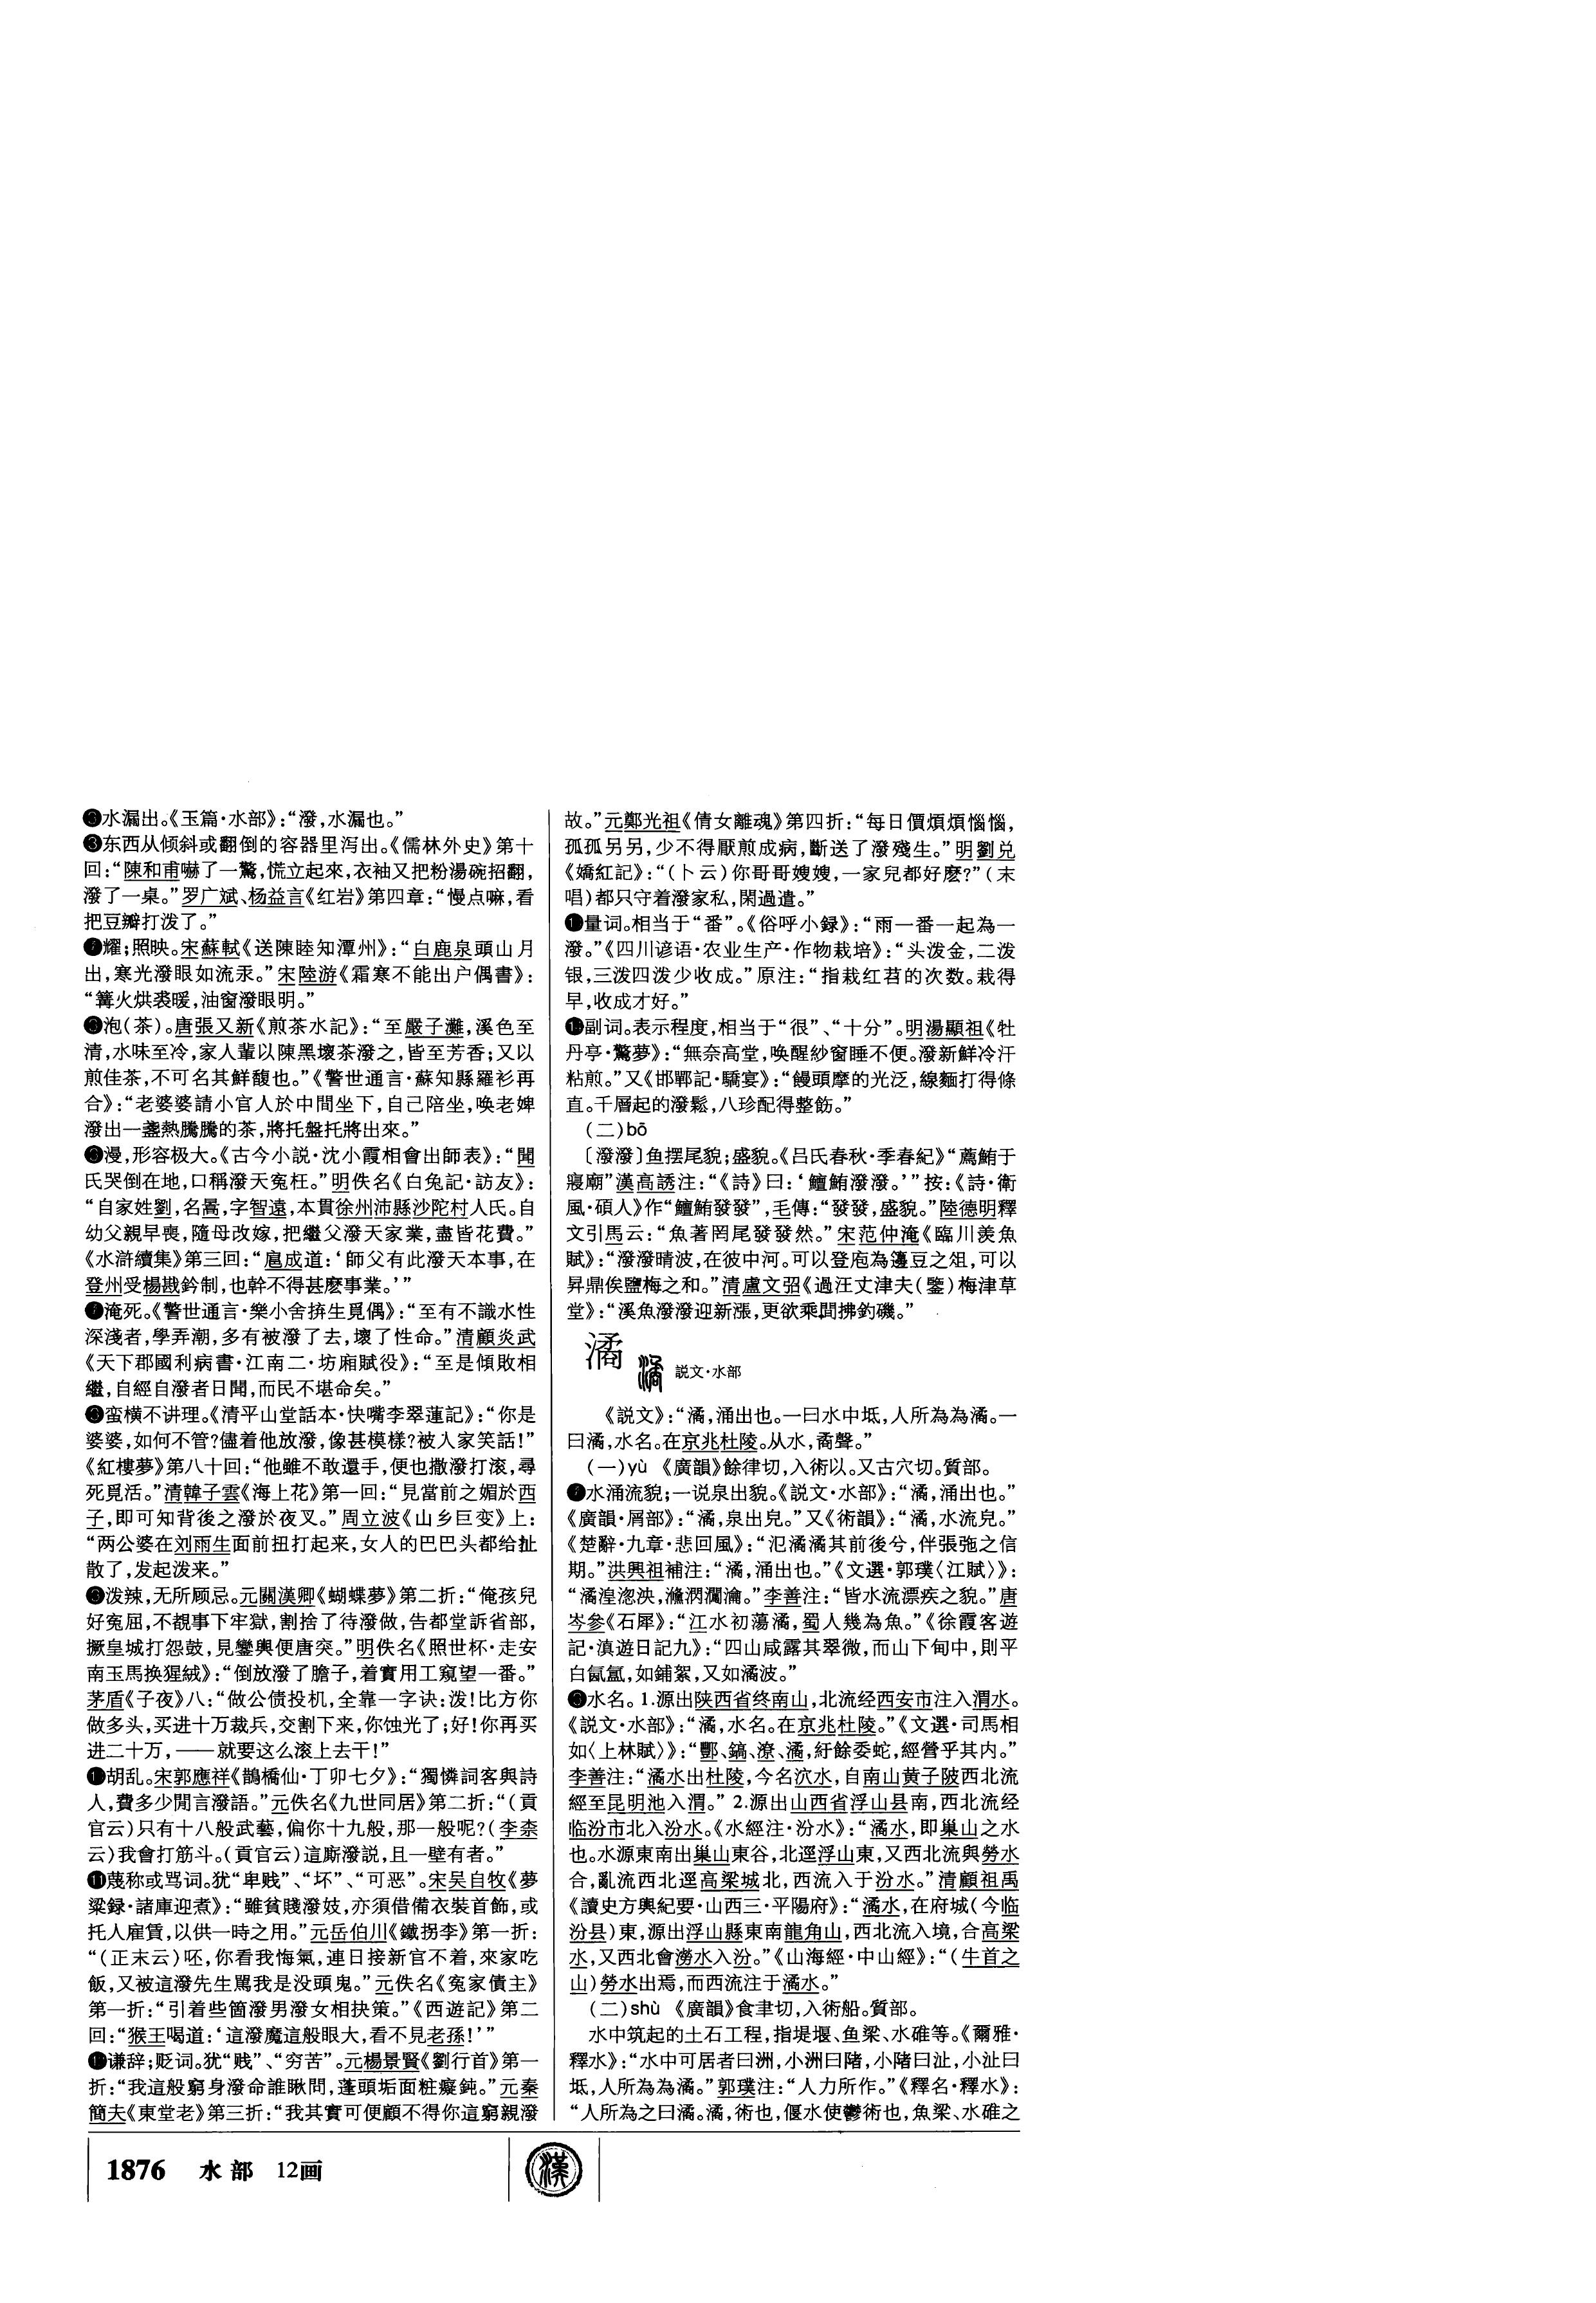 水漏出。《玉篇·水部》：“潑，水漏也。”
❸东西从倾斜或翻倒的容器里泻出。《儒林外史》第十
回：“陳和甫嚇了一驚，慌立起來，衣袖又把粉湯碗招翻，
潑了一桌。”罗广斌、杨益言《红岩》第四章：“慢点嘛，看
把豆瓣打泼了。”
耀；照映。宋蘇軾《送陳睦知潭州》：“白鹿泉頭山月
出，寒光潑眼如流汞。”宋陸游《霜寒不能出户偶書》：
“篝火烘裘暖，油窗潑眼明。”
泡（茶）。唐張又新《煎茶水記》：“至嚴子灘，溪色至
清，水味至冷，家人輩以陳黑壞茶潑之，皆至芳香；又以
煎佳茶，不可名其鮮馥也。”《警世通言·蘇知縣羅衫再
合》：“老婆婆請小官人於中間坐下，自己陪坐，唤老婢
潑出一盞熱騰騰的茶，將托盤托將出來。”
漫，形容极大。《古今小説·沈小霞相會出師表》：“聞
氏哭倒在地，口稱潑天寃枉。”明佚名《白兔記·訪友》：
“自家姓劉，名暠，字智遠，本貫徐州沛縣沙陀村人氏。自
幼父親早喪，隨母改嫁，把繼父潑天家業，盡皆花費。”
《水滸續集》第三回：“扈成道：‘師父有此潑天本事，在
登州受楊戡鈐制，也幹不得甚麽事業。’”
淹死。《警世通言·樂小舍拚生覓偶》：“至有不識水性
深淺者，學弄潮，多有被潑了去，壞了性命。”清顧炎武
《天下郡國利病書·江南二·坊廂賦役》：“至是傾敗相
繼，自經自潑者日聞，而民不堪命矣。”
蛮横不讲理。《清平山堂話本·快嘴李翠蓮記》：“你是
婆婆，如何不管？儘着他放潑，像甚模樣？被人家笑話！”
《紅樓夢》第八十回：“他雖不敢還手，便也撒潑打滚，尋
死覓活。”清韓子雲《海上花》第一回：“見當前之媚於西
子，即可知背後之潑於夜叉。”周立波《山乡巨变》上：
“两公婆在刘雨生面前扭打起来，女人的巴巴头都给扯
散了，发起泼来。”
泼辣，无所顾忌。元關漢卿《蝴蝶夢》第二折：“俺孩兒
好寃屈，不覩事下牢獄，割捨了待潑做，告都堂訴省部，
撅皇城打怨鼓，見鑾輿便唐突。”明佚名《照世杯·走安
南玉馬换猩絨》：“倒放潑了膽子，着實用工窺望一番。”
茅盾《子夜》八：“做公债投机，全靠一字诀：泼！比方你
做多头，买进十万裁兵，交割下来，你蚀光了；好！你再买
进二十万，——就要这么滚上去干！”
胡乱。宋郭應祥《鵲橋仙·丁卯七夕》：“獨憐詞客與詩
人，費多少閒言潑語。”元佚名《九世同居》第二折：“（貢
官云）只有十八般武藝，偏你十九般，那一般呢？（李柰
云）我會打筋斗。（貢官云）這廝潑説，且一壁有者。”
⓫蔑称或骂词。犹“卑贱”、“坏”、“可恶”。宋吴自牧《夢
粱録·諸庫迎煮》：“雖貧賤潑妓，亦須借備衣裝首飾，或
托人雇賃，以供一時之用。”元岳伯川《鐵拐李》第一折：
“（正末云）呸，你看我悔氣，連日接新官不着，來家吃
飯，又被這潑先生駡我是没頭鬼。”元佚名《寃家債主》
第一折：“引着些箇潑男潑女相抉策。”《西遊記》第二
回：“猴王喝道：‘這潑魔這般眼大，看不見老孫！’”
谦辞；贬词。犹“贱”、“穷苦”。元楊景賢《劉行首》第一
折：“我這般窮身潑命誰瞅問，蓬頭垢面粧癡鈍。”元秦
簡夫《東堂老》第三折：“我其實可便顧不得你這窮親潑
故。”元鄭光祖《倩女離魂》第四折：“每日價煩煩惱惱，
孤孤另另，少不得厭煎成病，斷送了潑殘生。”明劉兑
《嬌紅記》：“（卜云）你哥哥嫂嫂，一家兒都好麽？”（末
唱）都只守着潑家私，閑過遣。”
量词。相当于“番”。《俗呼小録》：“雨一番一起為一
潑。”《四川谚语·农业生产·作物栽培》：“头泼金，二泼
银，三泼四泼少收成。”原注：“指栽红苕的次数。栽得
早，收成才好。”
副词。表示程度，相当于“很”、“十分”。明湯顯祖《牡
丹亭·驚夢》：“無奈高堂，唤醒紗窗睡不便。潑新鮮冷汗
粘煎。”又《邯鄲記·驕宴》：“饅頭摩的光泛，線麵打得條
直。千層起的潑鬆，八珍配得整飭。”
（二）bō
〔潑潑〕鱼摆尾貌；盛貌。《吕氏春秋·季春紀》“薦鮪于
寢廟”漢高誘注：“《詩》曰：‘鱣鮪潑潑。’”按：《詩·衛
風·碩人》作“鱣鮪發發”，毛傳：“發發，盛貌。”陸德明釋
文引馬云：“魚著罔尾發發然。”宋范仲淹《臨川羨魚
賦》：“潑潑晴波，在彼中河。可以登庖為籩豆之俎，可以
昇鼎俟鹽梅之和。”清盧文弨《過汪丈津夫（鑒）梅津草
堂》：“溪魚潑潑迎新漲，更欲乘閒拂釣磯。”
潏 潏 説文·水部
《説文》：“潏，涌出也。一曰水中坻，人所為為潏。一
曰潏，水名。在京兆杜陵。从水，矞聲。”
（一）yù 《廣韻》餘律切，入術以。又古穴切。質部。
水涌流貌；一说泉出貌。《説文·水部》：“潏，涌出也。”
《廣韻·屑部》：“潏，泉出皃。”又《術韻》：“潏，水流皃。”
《楚辭·九章·悲回風》：“氾潏潏其前後兮，伴張弛之信
期。”洪興祖補注：“潏，涌出也。”《文選·郭璞〈江賦〉》：
“潏湟淴泱，㶖㴸㶒瀹。”李善注：“皆水流漂疾之貌。”唐
岑參《石犀》：“江水初蕩潏，蜀人幾為魚。”《徐霞客遊
記·滇遊日記九》：“四山咸露其翠微，而山下甸中，則平
白氤氲，如鋪絮，又如潏波。”
水名。1.源出陕西省终南山，北流经西安市注入渭水。
《説文·水部》：“潏，水名。在京兆杜陵。”《文選·司馬相
如〈上林賦〉》：“酆、鎬、潦、潏，紆餘委蛇，經營乎其内。”
李善注：“潏水出杜陵，今名沇水，自南山黄子陂西北流
經至昆明池入渭。” 2.源出山西省浮山县南，西北流经
临汾市北入汾水。《水經注·汾水》：“潏水，即巢山之水
也。水源東南出巢山東谷，北逕浮山東，又西北流與勞水
合，亂流西北逕高梁城北，西流入于汾水。”清顧祖禹
《讀史方輿紀要·山西三·平陽府》：“潏水，在府城（今临
汾县）東，源出浮山縣東南龍角山，西北流入境，合高梁
水，又西北會澇水入汾。”《山海經·中山經》：“（牛首之
山）勞水出焉，而西流注于潏水。”
（二）shù 《廣韻》食聿切，入術船。質部。
水中筑起的土石工程，指堤堰、鱼梁、水碓等。《爾雅·
釋水》：“水中可居者曰洲，小洲曰陼，小陼曰沚，小沚曰
坻，人所為為潏。”郭璞注：“人力所作。”《釋名·釋水》：
“人所為之曰潏。潏，術也，偃水使鬱術也，魚梁、水碓之
1876 水部 12画
漢